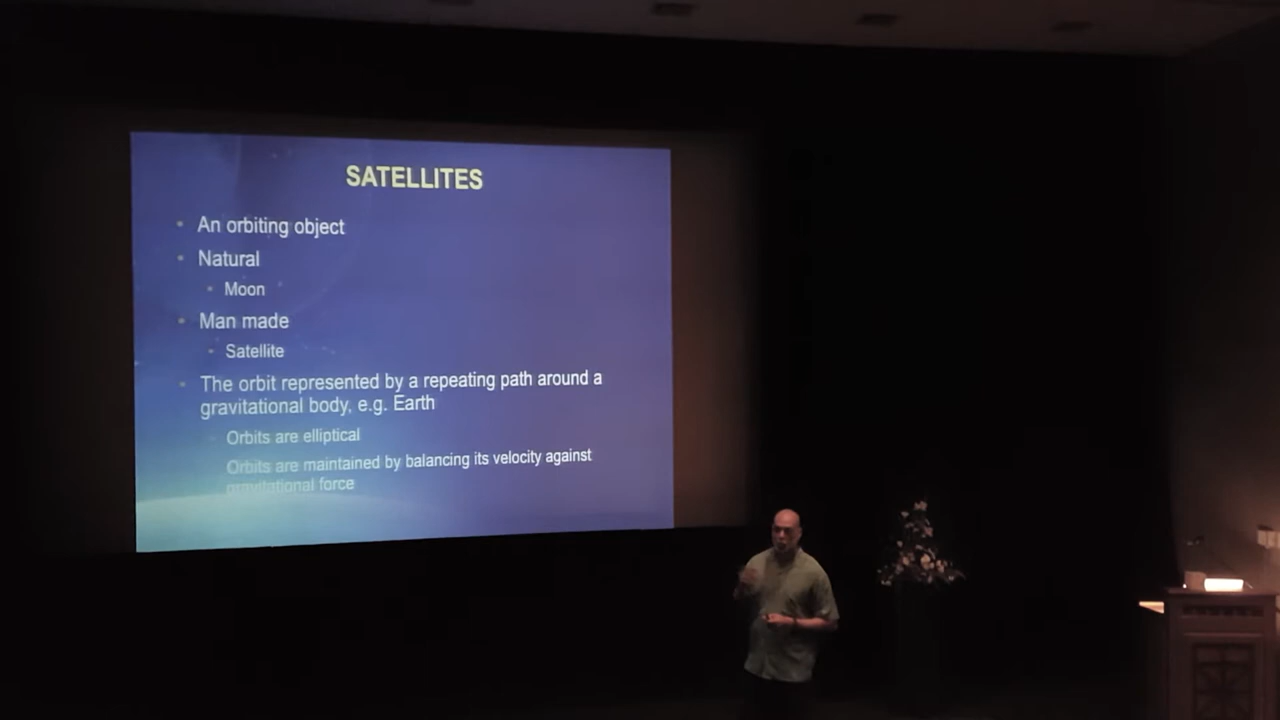 SATELLITES
An orbiting object
Natural
Moon
Man made
Satellite
The orbit represented by a repeating path around a
gravitational body, e.g. Earth
Orbits are elliptical
Orbits are maintained by balancing its velocity against
gravitational force